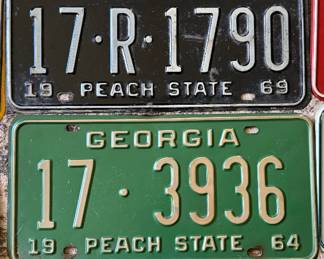 17·R·1790
19 PEACH STATE 69
GEORGIA
17·3936
19 PEACH STATE 64